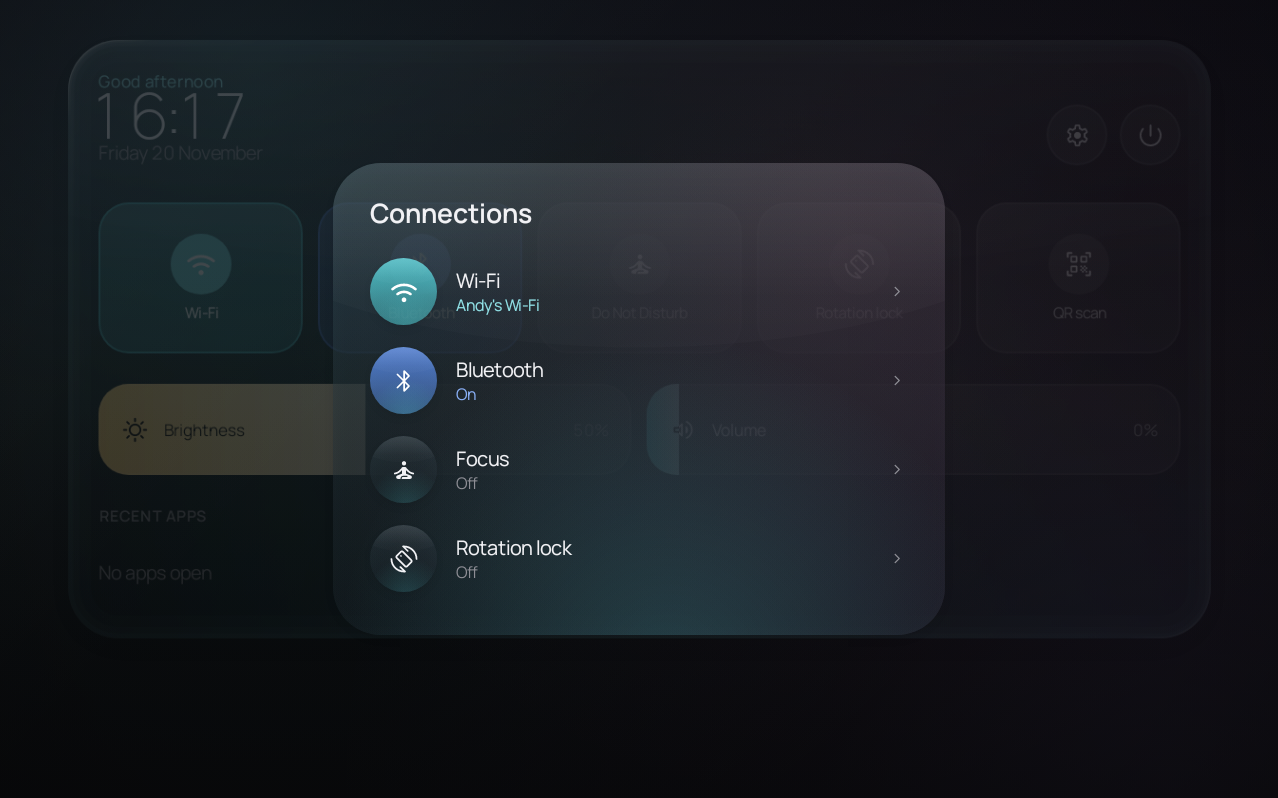 Good afternoon
16:17
Friday 20 November
Connections
Wi-Fi
Andy's Wi-Fi
Bluetooth
On
Focus
Off
Rotation lock
Off
Wi-Fi
Do Not Disturb
Rotation lock
QR scan
Brightness
Volume
0%
RECENT APPS
No apps open